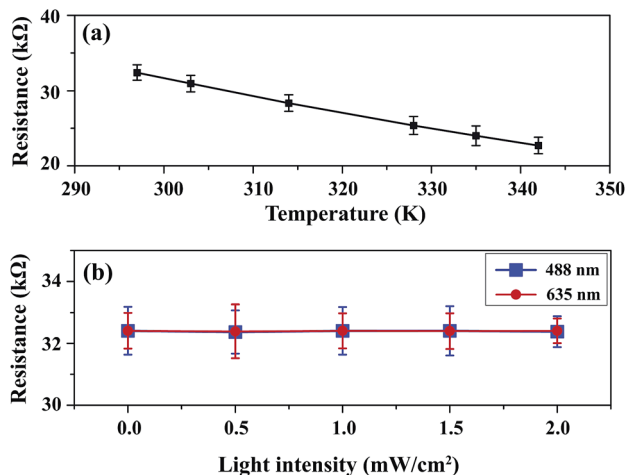 (a)
Resistance (kΩ)
40
30
20
290
300
310
320
330
340
350
Temperature (K)
(b)
488 nm
635 nm
Resistance (kΩ)
34
32
30
0.0
0.5
1.0
1.5
2.0
Light intensity (mW/cm²)